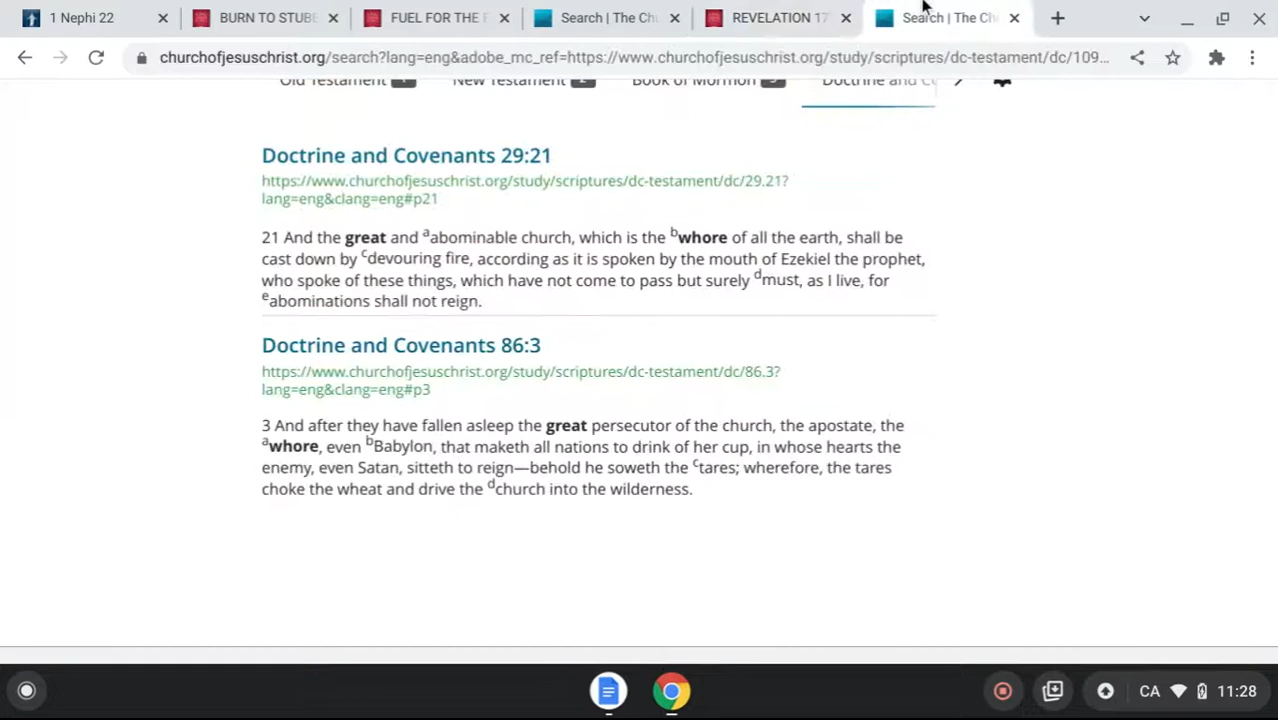 1 Nephi 22
BURN TO STUBB
FUEL FOR THE F
Search | The Chu
REVELATION 17
Search | The Chu
churchofjesuschrist.org/search?lang=eng&adobe_mc_ref=https://www.churchofjesuschrist.org/study/scriptures/dc-testament/dc/109...
Old Testament
New Testament
Book of Mormon
Doctrine and Co
Doctrine and Covenants 29:21
https://www.churchofjesuschrist.org/study/scriptures/dc-testament/dc/29.21?
lang=eng&clang=eng#p21
21 And the great and aabominable church, which is the bwhore of all the earth, shall be
cast down by cdevouring fire, according as it is spoken by the mouth of Ezekiel the prophet,
who spoke of these things, which have not come to pass but surely dmust, as I live, for
eabominations shall not reign.
Doctrine and Covenants 86:3
https://www.churchofjesuschrist.org/study/scriptures/dc-testament/dc/86.3?
lang=eng&clang=eng#p3
3 And after they have fallen asleep the great persecutor of the church, the apostate, the
awhore, even bBabylon, that maketh all nations to drink of her cup, in whose hearts the
enemy, even Satan, sitteth to reign—behold he soweth the ctares; wherefore, the tares
choke the wheat and drive the dchurch into the wilderness.
CA 11:28